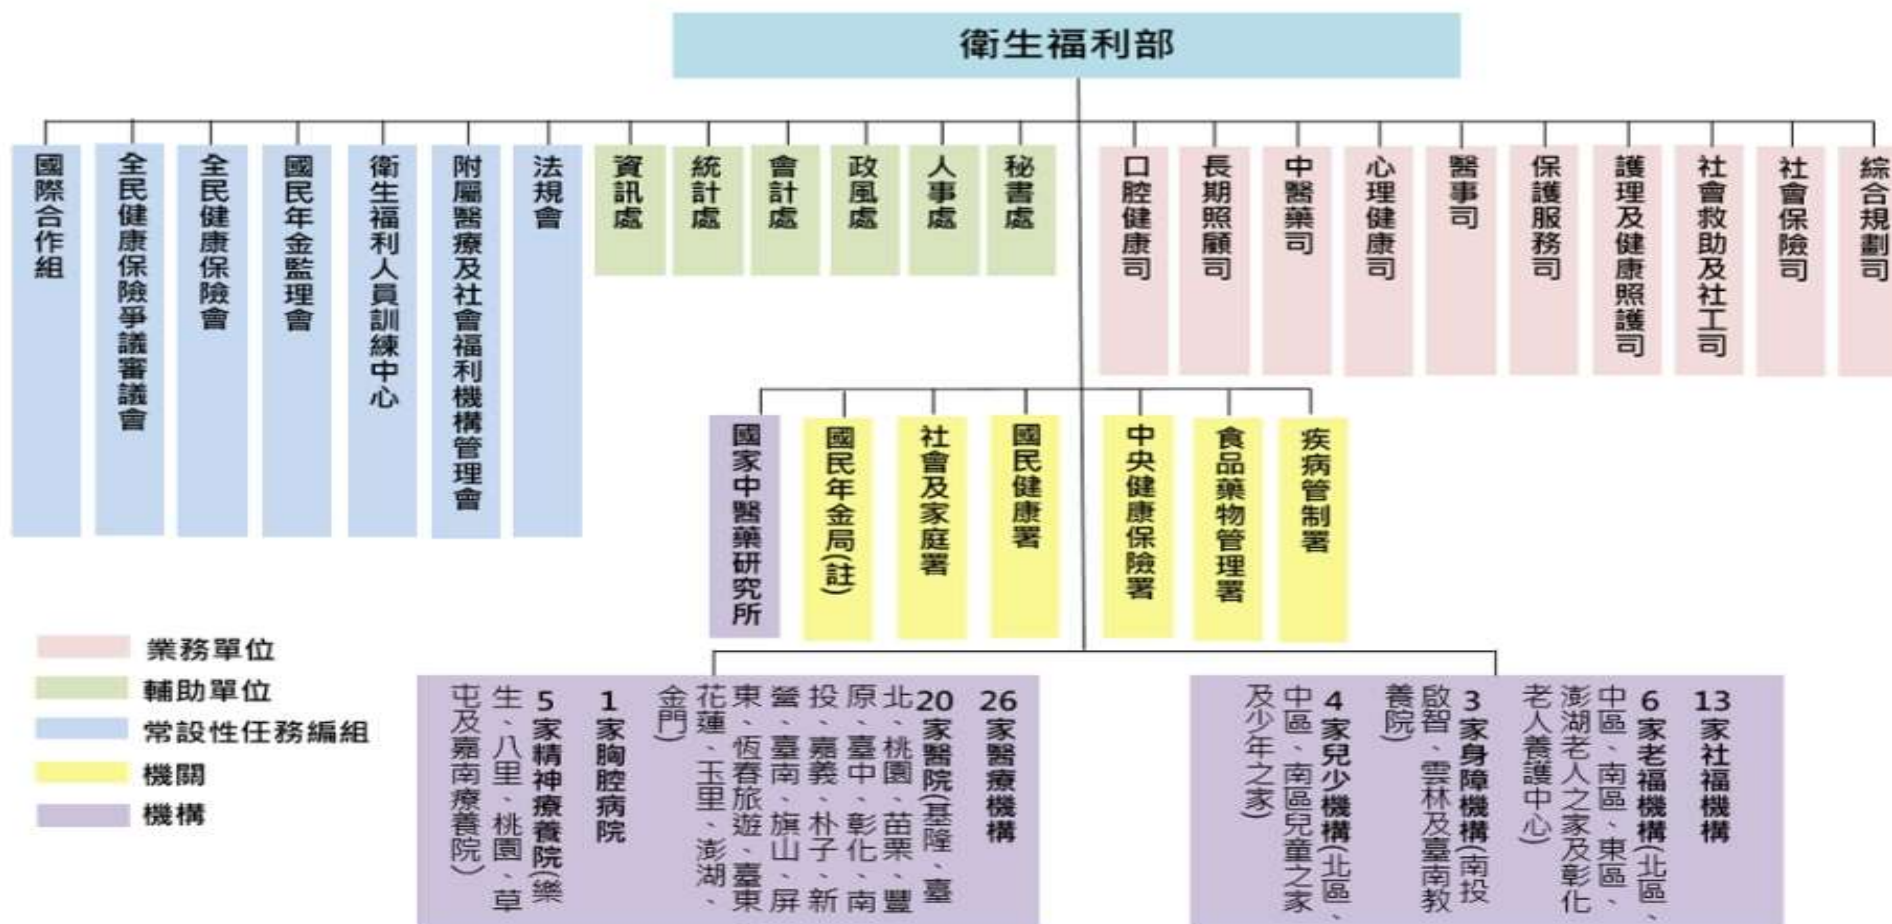 衛生福利部
國際合作組
全民健康保險爭議審議會
全民健康保險會
國民年金監理會
衛生福利人員訓練中心
附屬醫療及社會福利機構管理會
法規會
資訊處
統計處
會計處
政風處
人事處
秘書處
口腔健康司
長期照顧司
中醫藥司
心理健康司
醫事司
保護服務司
護理及健康照護司
社會救助及社工司
社會保險司
綜合規劃司
國家中醫藥研究所
國民年金局(註)
社會及家庭署
國民健康署
中央健康保險署
食品藥物管理署
疾病管制署
業務單位
輔助單位
常設性任務編組
機關
機構
26家醫療機構
20家醫院(基隆、臺
北、桃園、苗栗、豐
原、臺中、彰化、南
投、嘉義、朴子、新
營、臺南、旗山、屏
東、恆春旅遊、臺東
花蓮、玉里、澎湖、
金門)
1家胸腔病院
5家精神療養院(樂
生、八里、桃園、草
屯及嘉南療養院)
13家社福機構
6家老福機構(北區、
中區、南區、東區、
澎湖老人之家及彰化
老人養護中心)
3家身障機構(南投
啟智、雲林及臺南教
養院)
4家兒少機構(北區、
中區、南區兒童之家
及少年之家)